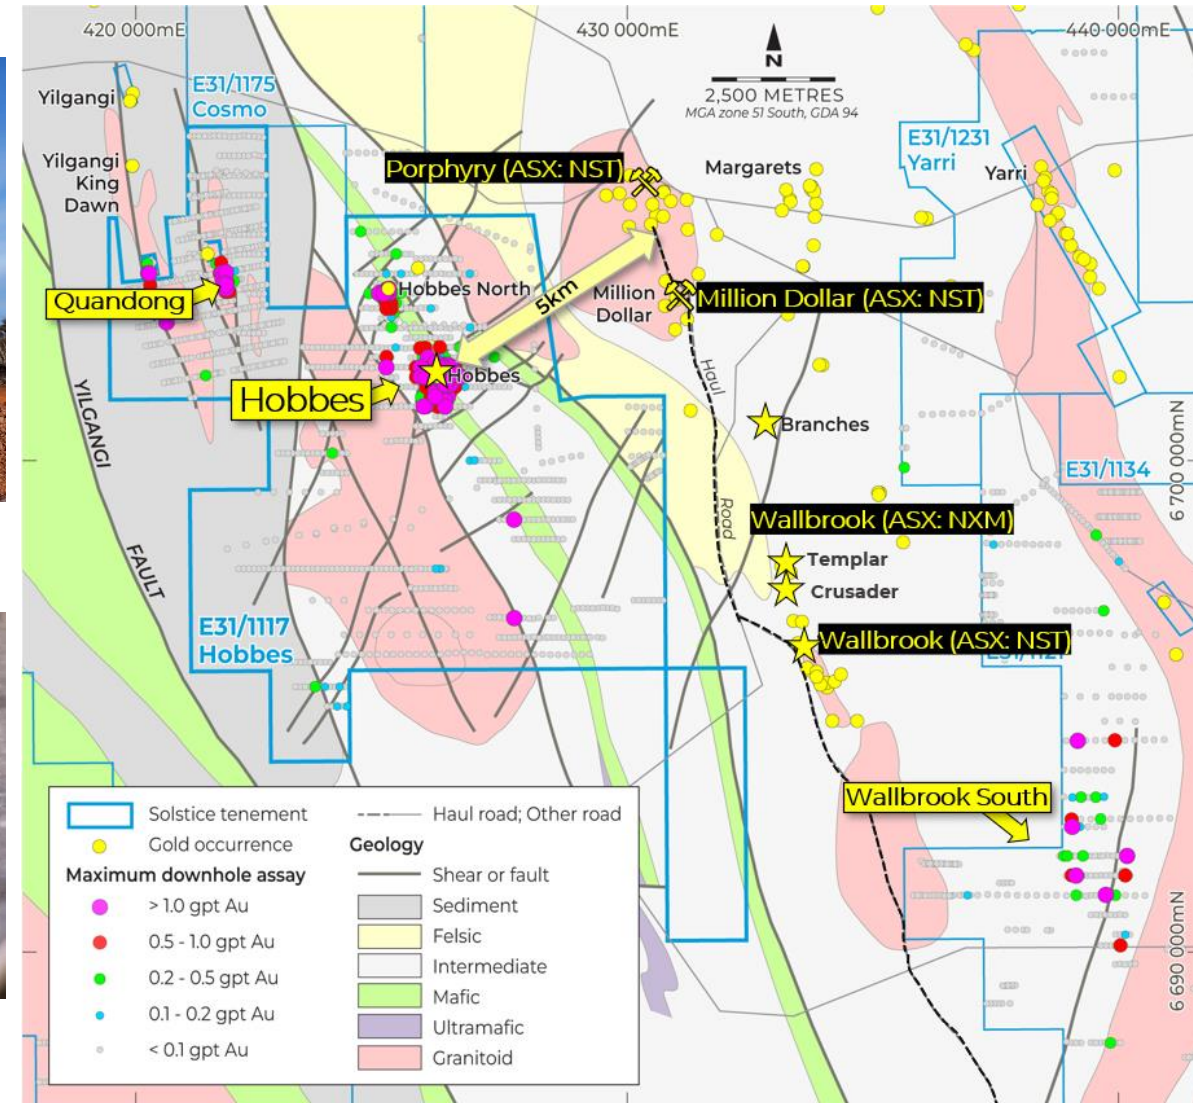 420 000mE
430 000mE
440 000mE
N
2,500 METRES
MGA zone 51 South, GDA 94
E31/1175
Cosmo
Yilgangi
Yilgangi
King
Dawn
Porphyry (ASX: NST)
Margarets
E31/1231
Yarri
Yarri
Quandong
Hobbes North
5km
Million
Dollar
Million Dollar (ASX: NST)
Hobbes
Hobbes
Haul
Road
Branches
YILGANGI
FAULT
E31/1134
6 700 000mN
Wallbrook (ASX: NXM)
Templar
Crusader
E31/1117
Hobbes
Wallbrook (ASX: NST)
Wallbrook South
6 690 000mN
Solstice tenement
Gold occurrence
Maximum downhole assay
> 1.0 gpt Au
0.5 - 1.0 gpt Au
0.2 - 0.5 gpt Au
0.1 - 0.2 gpt Au
< 0.1 gpt Au
Haul road; Other road
Geology
Shear or fault
Sediment
Felsic
Intermediate
Mafic
Ultramafic
Granitoid